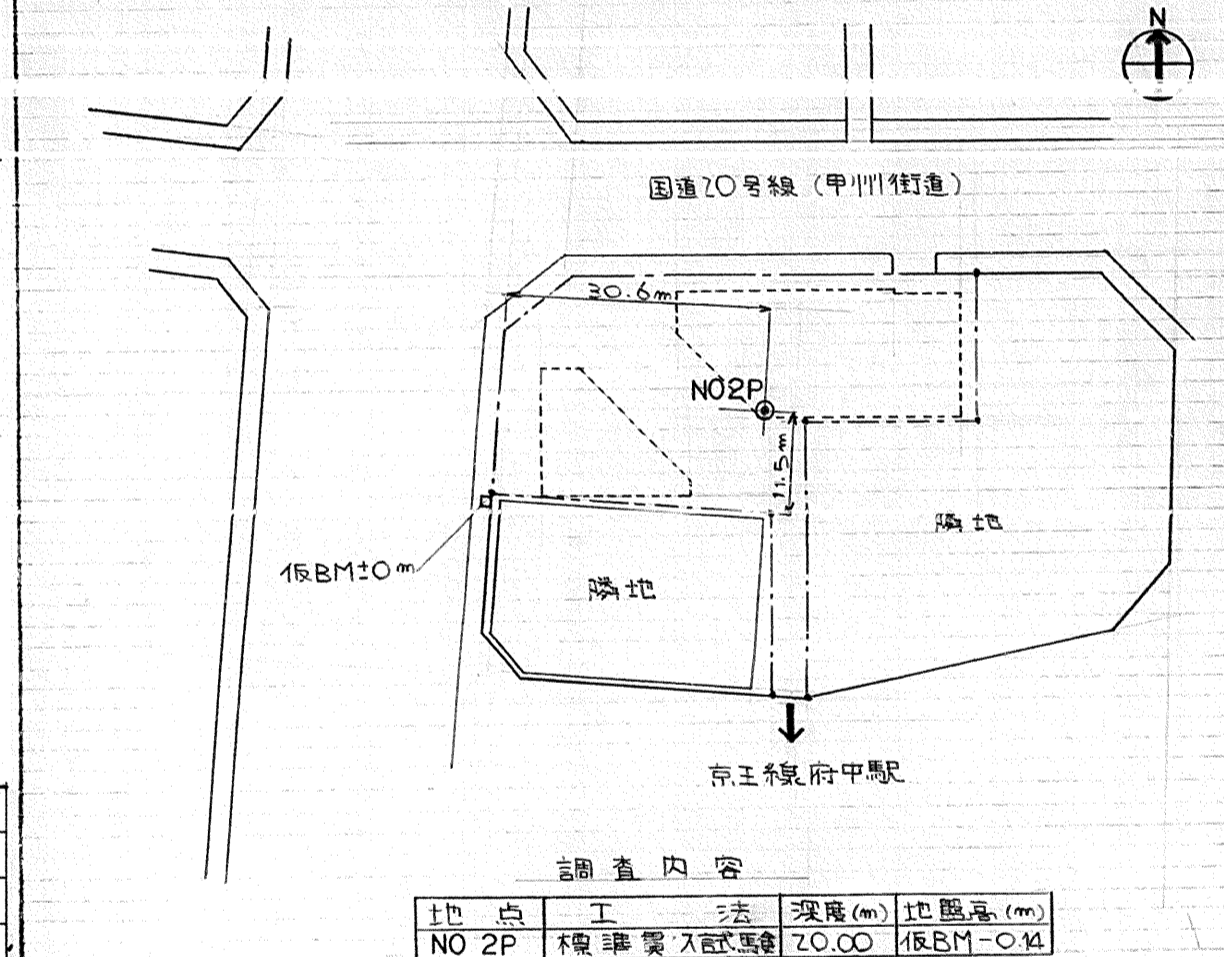 N
国道20号線 (甲州街道)
30.6m
NO2P
11.5m
隣地
仮BM±0m
隣地
京王線府中駅
調査内容
地点 工法 深度(m) 地盤高(m)
NO 2P 標準貫入試験 20.00 仮BM-0.14